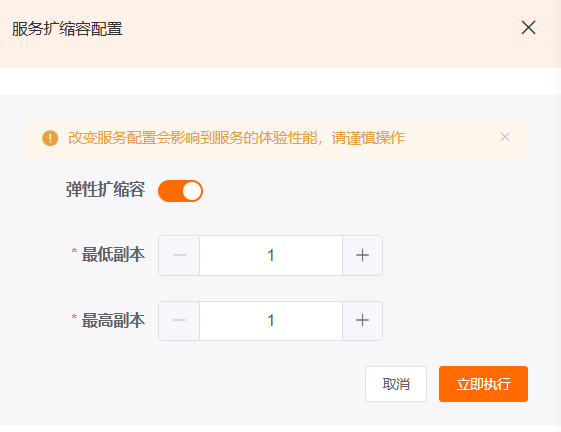 服务扩缩容配置
改变服务配置会影响到服务的体验性能，请谨慎操作
弹性扩缩容
* 最低副本 1
* 最高副本 1
取消 立即执行